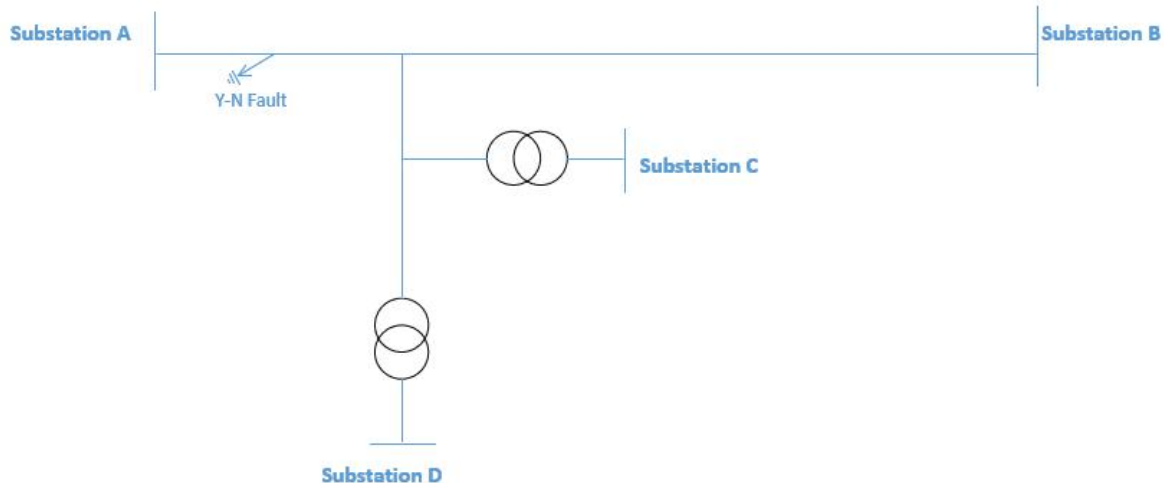 Substation A
Substation B
Y-N Fault
Substation C
Substation D